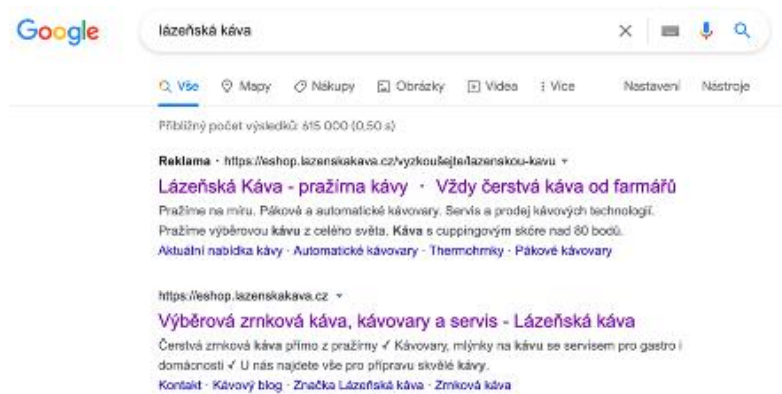 Google
lázeňská káva
Vše Mapy Nákupy Obrázky Videa Více Nastavení Nástroje
Přibližný počet výsledků: 615 000 (0,50 s)
Reklama · https://eshop.lazenskakava.cz/vyzkoušejte/lazenskou-kavu
Lázeňská Káva - pražírna kávy · Vždy čerstvá káva od farmářů
Pražíme na míru. Pákové a automatické kávovary. Servis a prodej kávových technologií.
Pražíme výběrovou kávu z celého světa. Káva s cuppingovým skóre nad 80 bodů.
Aktuální nabídka kávy · Automatické kávovary · Thermohrnky · Pákové kávovary
https://eshop.lazenskakava.cz
Výběrová zrnková káva, kávovary a servis - Lázeňská káva
Čerstvá zrnková káva přímo z pražírny ✓ Kávovary, mlýnky na kávu se servisem pro gastro i
domácnosti ✓ U nás najdete vše pro přípravu skvělé kávy.
Kontakt · Kávový blog · Značka Lázeňská káva · Zrnková káva